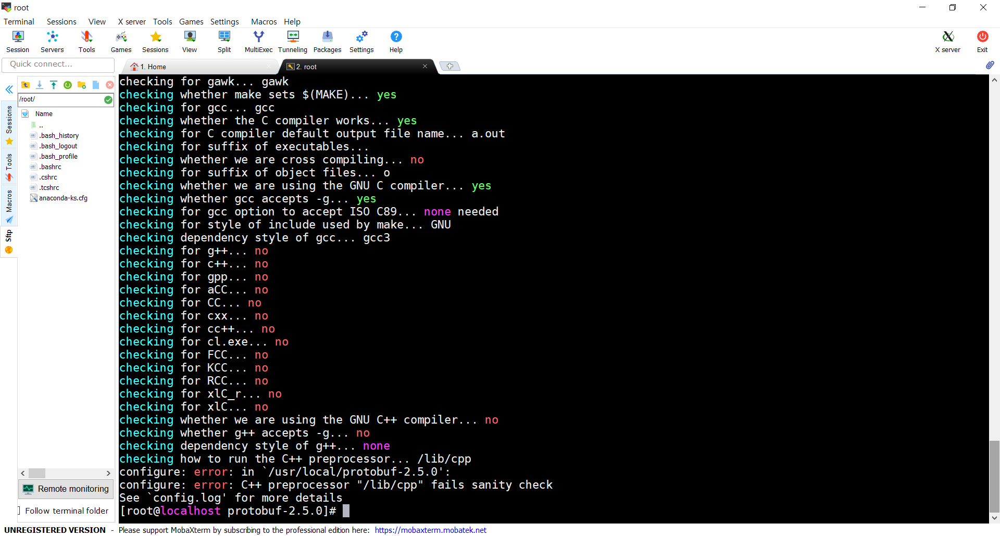 root
Terminal Sessions View X server Tools Games Settings Macros Help
Session Servers Tools Games Sessions View Split MultiExec Tunneling Packages Settings Help X server Exit
Quick connect...
1. Home
2. root
/root/
Name
..
.bash_history
.bash_logout
.bash_profile
.bashrc
.cshrc
.tcshrc
anaconda-ks.cfg
Sessions
Tools
Macros
Sftp
Remote monitoring
Follow terminal folder
checking for gawk... gawk
checking whether make sets $(MAKE)... yes
checking for gcc... gcc
checking whether the C compiler works... yes
checking for C compiler default output file name... a.out
checking for suffix of executables...
checking whether we are cross compiling... no
checking for suffix of object files... o
checking whether we are using the GNU C compiler... yes
checking whether gcc accepts -g... yes
checking for gcc option to accept ISO C89... none needed
checking for style of include used by make... GNU
checking dependency style of gcc... gcc3
checking for g++... no
checking for c++... no
checking for gpp... no
checking for aCC... no
checking for CC... no
checking for cxx... no
checking for cc++... no
checking for cl.exe... no
checking for FCC... no
checking for KCC... no
checking for RCC... no
checking for xlC_r... no
checking for xlC... no
checking whether we are using the GNU C++ compiler... no
checking whether g++ accepts -g... no
checking dependency style of g++... none
checking how to run the C++ preprocessor... /lib/cpp
configure: error: in `/usr/local/protobuf-2.5.0':
configure: error: C++ preprocessor "/lib/cpp" fails sanity check
See `config.log' for more details
[root@localhost protobuf-2.5.0]#
UNREGISTERED VERSION - Please support MobaXterm by subscribing to the professional edition here: https://mobaxterm.mobatek.net